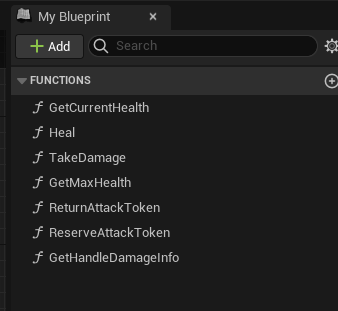 My Blueprint
Add
Search
FUNCTIONS
GetCurrentHealth
Heal
TakeDamage
GetMaxHealth
ReturnAttackToken
ReserveAttackToken
GetHandleDamageInfo